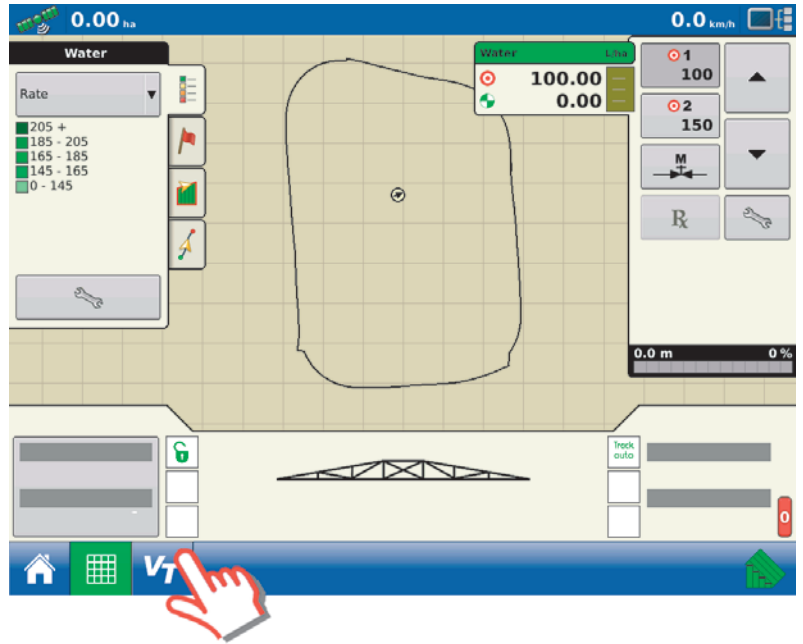 0.00 ha
0.0 km/h
Water
Rate
205 +
185 - 205
165 - 185
145 - 165
0 - 145
Water L/ha
100.00
0.00
1
100
2
150
M
Rx
0.0 m 0 %
Track
auto
0
VT